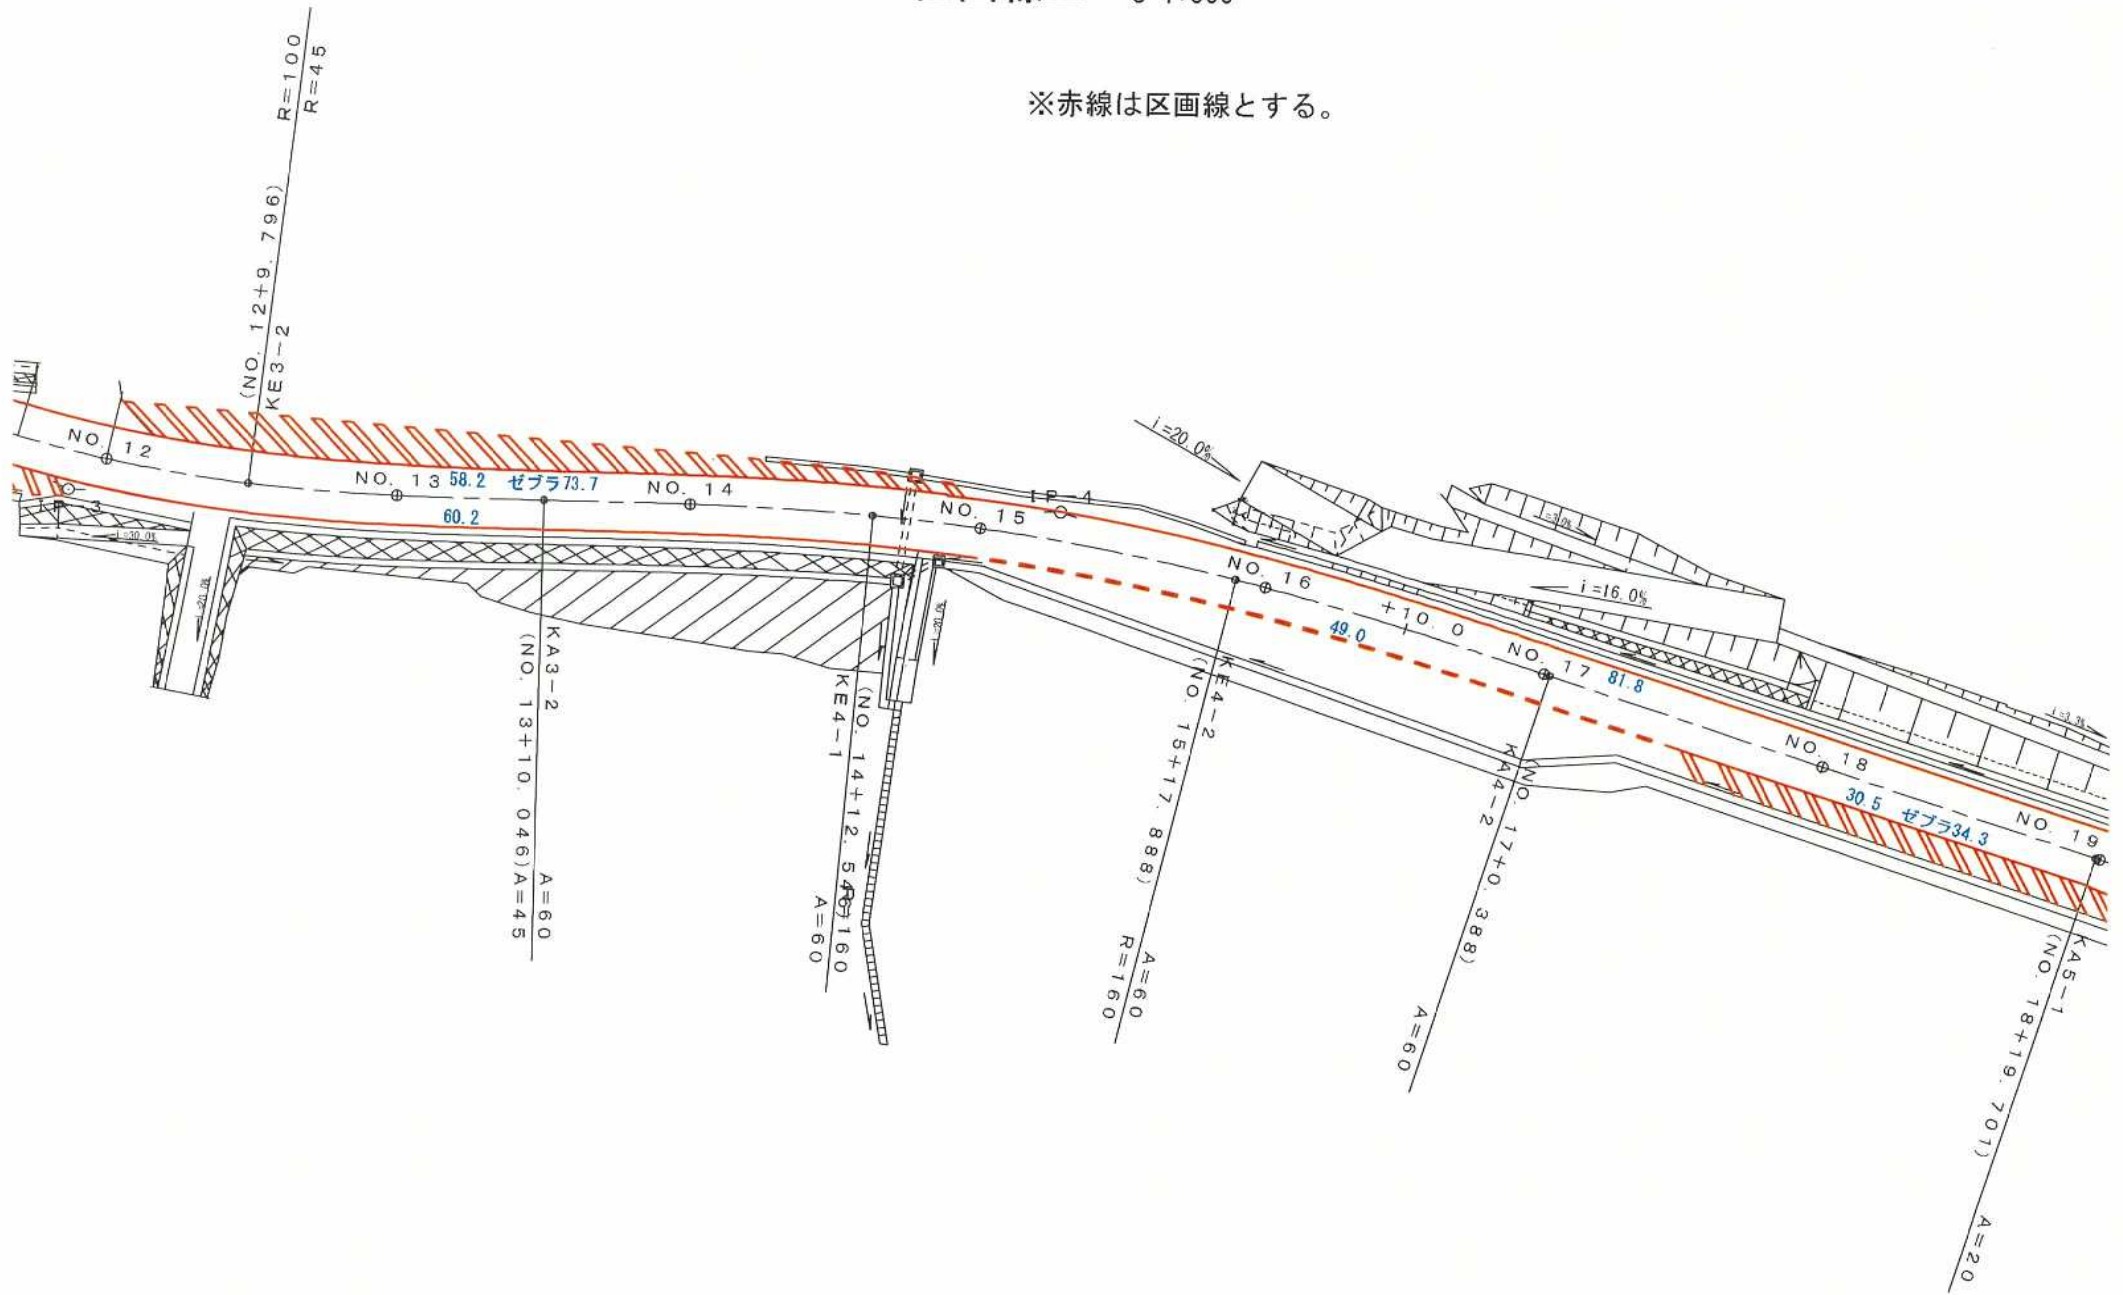 ※赤線は区画線とする。
R=100
R=45
(NO. 12+9. 796)
KE3-2
NO. 12
NO. 13
58.2 ゼブラ73.7
NO. 14
60.2
NO. 15
IP-4
i=20.0%
NO. 16
+10. 0
49.0
i=16.0%
NO. 17
81.8
NO. 18
30.5 ゼブラ34.3
NO. 19
i=30.0%
i=3.3%
KA3-2
(NO. 13+10. 046)
A=60
A=45
KE4-1
(NO. 14+12. 546)
R=160
A=60
KE4-2
(NO. 15+17. 888)
A=60
R=160
KA4-2
(NO. 17+0. 388)
A=60
KA5-1
(NO. 18+19. 701)
A=20